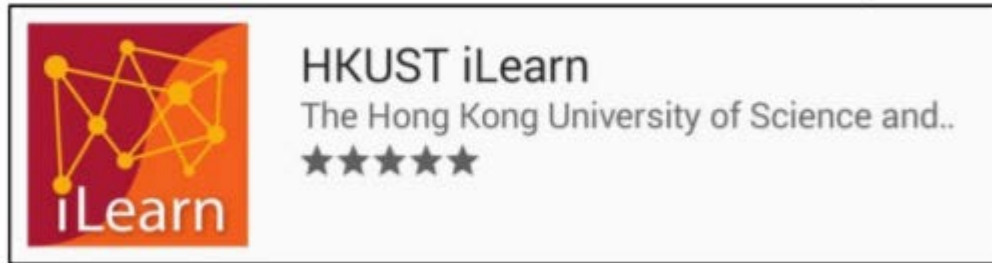 iLearn
HKUST iLearn
The Hong Kong University of Science and..